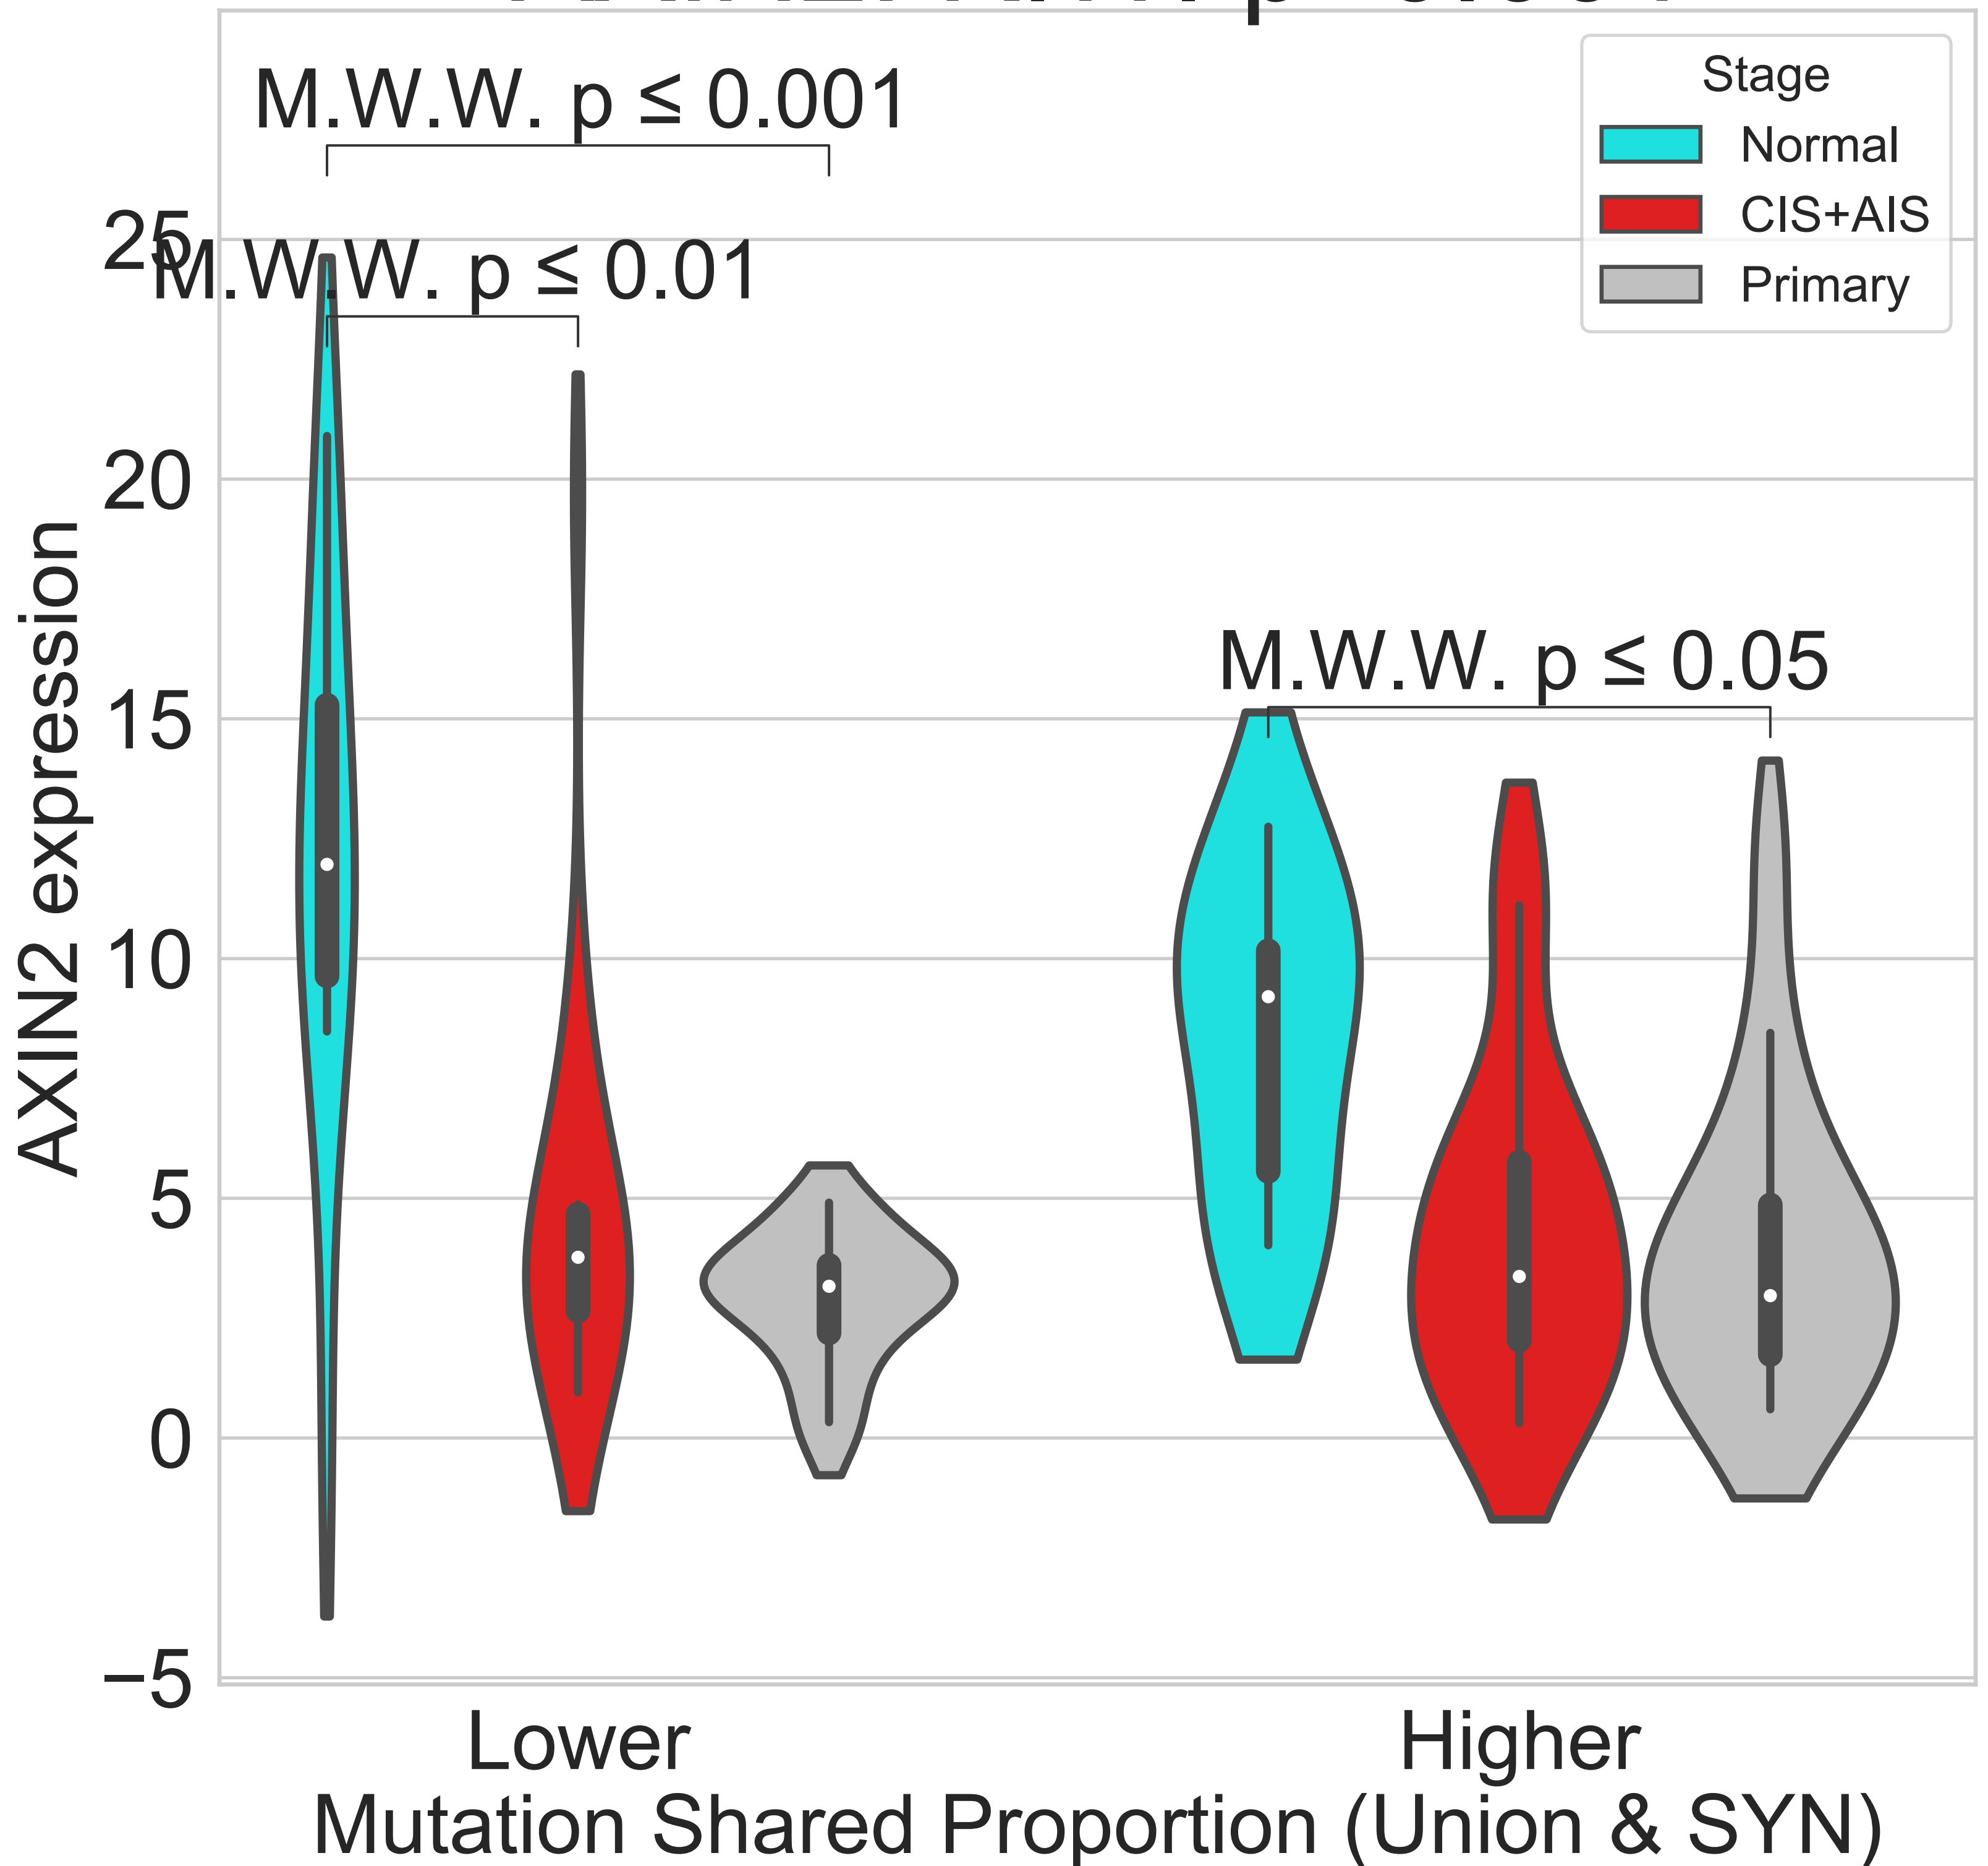 M.W.W. p ≤ 0.001
Stage
Normal
CIS+AIS
Primary
M.W.W. p ≤ 0.01
M.W.W. p ≤ 0.05
AXIN2 expression
25
20
15
10
5
0
−5
Lower
Higher
Mutation Shared Proportion (Union & SYN)